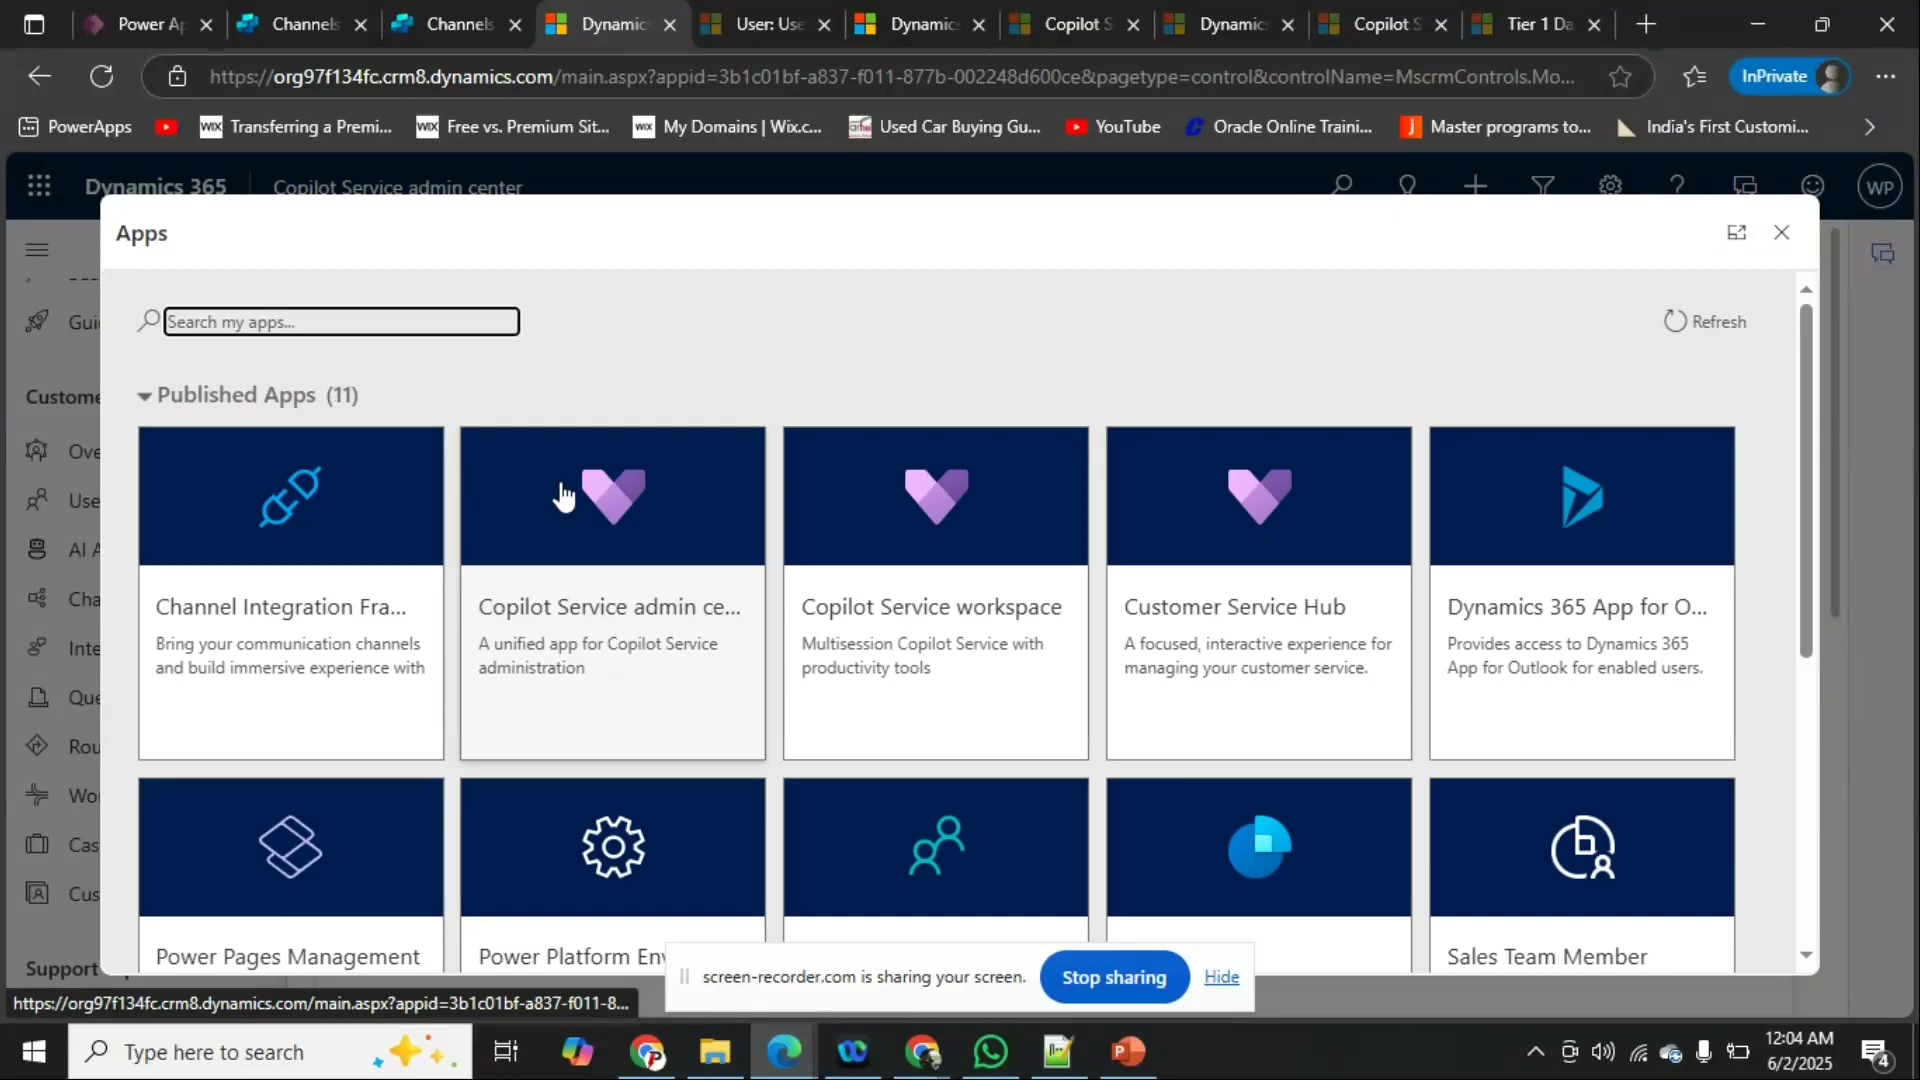 Power Ap
Channels
Channels
Dynamic
User: Use
Dynamic
Copilot S
Dynamic
Copilot S
Tier 1 Da
https://org97f134fc.crm8.dynamics.com/main.aspx?appid=3b1c01bf-a837-f011-877b-002248d600ce&pagetype=control&controlName=MscrmControls.Mo...
InPrivate
PowerApps
WIX Transferring a Premi...
WIX Free vs. Premium Sit...
WIX My Domains | Wix.c...
Used Car Buying Gu...
YouTube
Oracle Online Traini...
Master programs to...
India's First Customi...
Dynamics 365
Copilot Service admin center
WP
Apps
Search my apps...
Refresh
Published Apps (11)
Guid
Custome
Ove
Use
AI A
Cha
Inte
Que
Rou
Wor
Cas
Cus
Support
Channel Integration Fra...
Bring your communication channels
and build immersive experience with
Copilot Service admin ce...
A unified app for Copilot Service
administration
Copilot Service workspace
Multisession Copilot Service with
productivity tools
Customer Service Hub
A focused, interactive experience for
managing your customer service.
Dynamics 365 App for O...
Provides access to Dynamics 365
App for Outlook for enabled users.
Power Pages Management
Power Platform Env
Sales Team Member
screen-recorder.com is sharing your screen.
Stop sharing
Hide
https://org97f134fc.crm8.dynamics.com/main.aspx?appid=3b1c01bf-a837-f011-8...
Type here to search
12:04 AM
6/2/2025
4